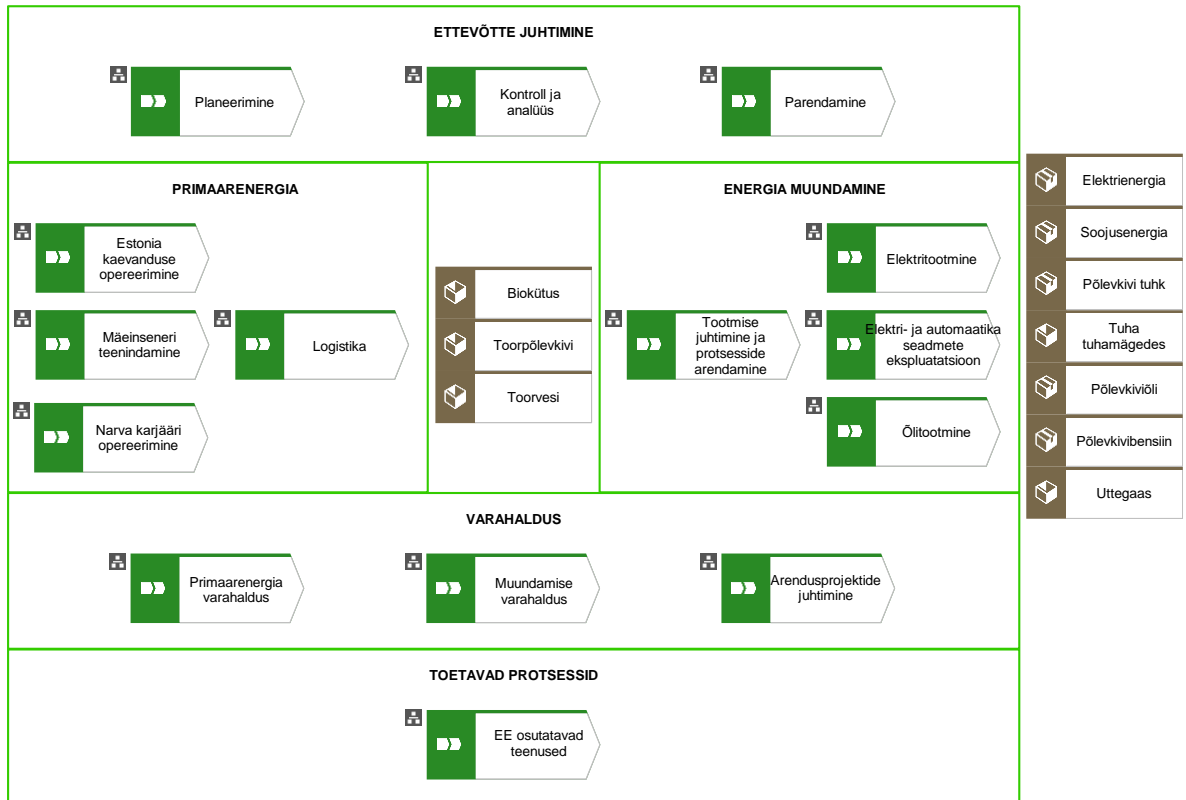 ETTEVÕTTE JUHTIMINE
Planeerimine
Kontroll ja
analüüs
Parendamine
PRIMAARENERGIA
Estonia
kaevanduse
opereerimine
Mäeinseneri
teenindamine
Logistika
Narva karjääri
opereerimine
Biokütus
Toorpõlevkivi
Toorvesi
ENERGIA MUUNDAMINE
Elektritootmine
Tootmise
juhtimine ja
protsesside
arendamine
Elektri- ja automaatika
seadmete
ekspluatatsioon
Õlitootmine
Elektrienergia
Soojusenergia
Põlevkivi tuhk
Tuha
tuhamägedes
Põlevkiviõli
Põlevkivibensiin
Uttegaas
VARAHALDUS
Primaarenergia
varahaldus
Muundamise
varahaldus
Arendusprojektide
juhtimine
TOETAVAD PROTSESSID
EE osutatavad
teenused